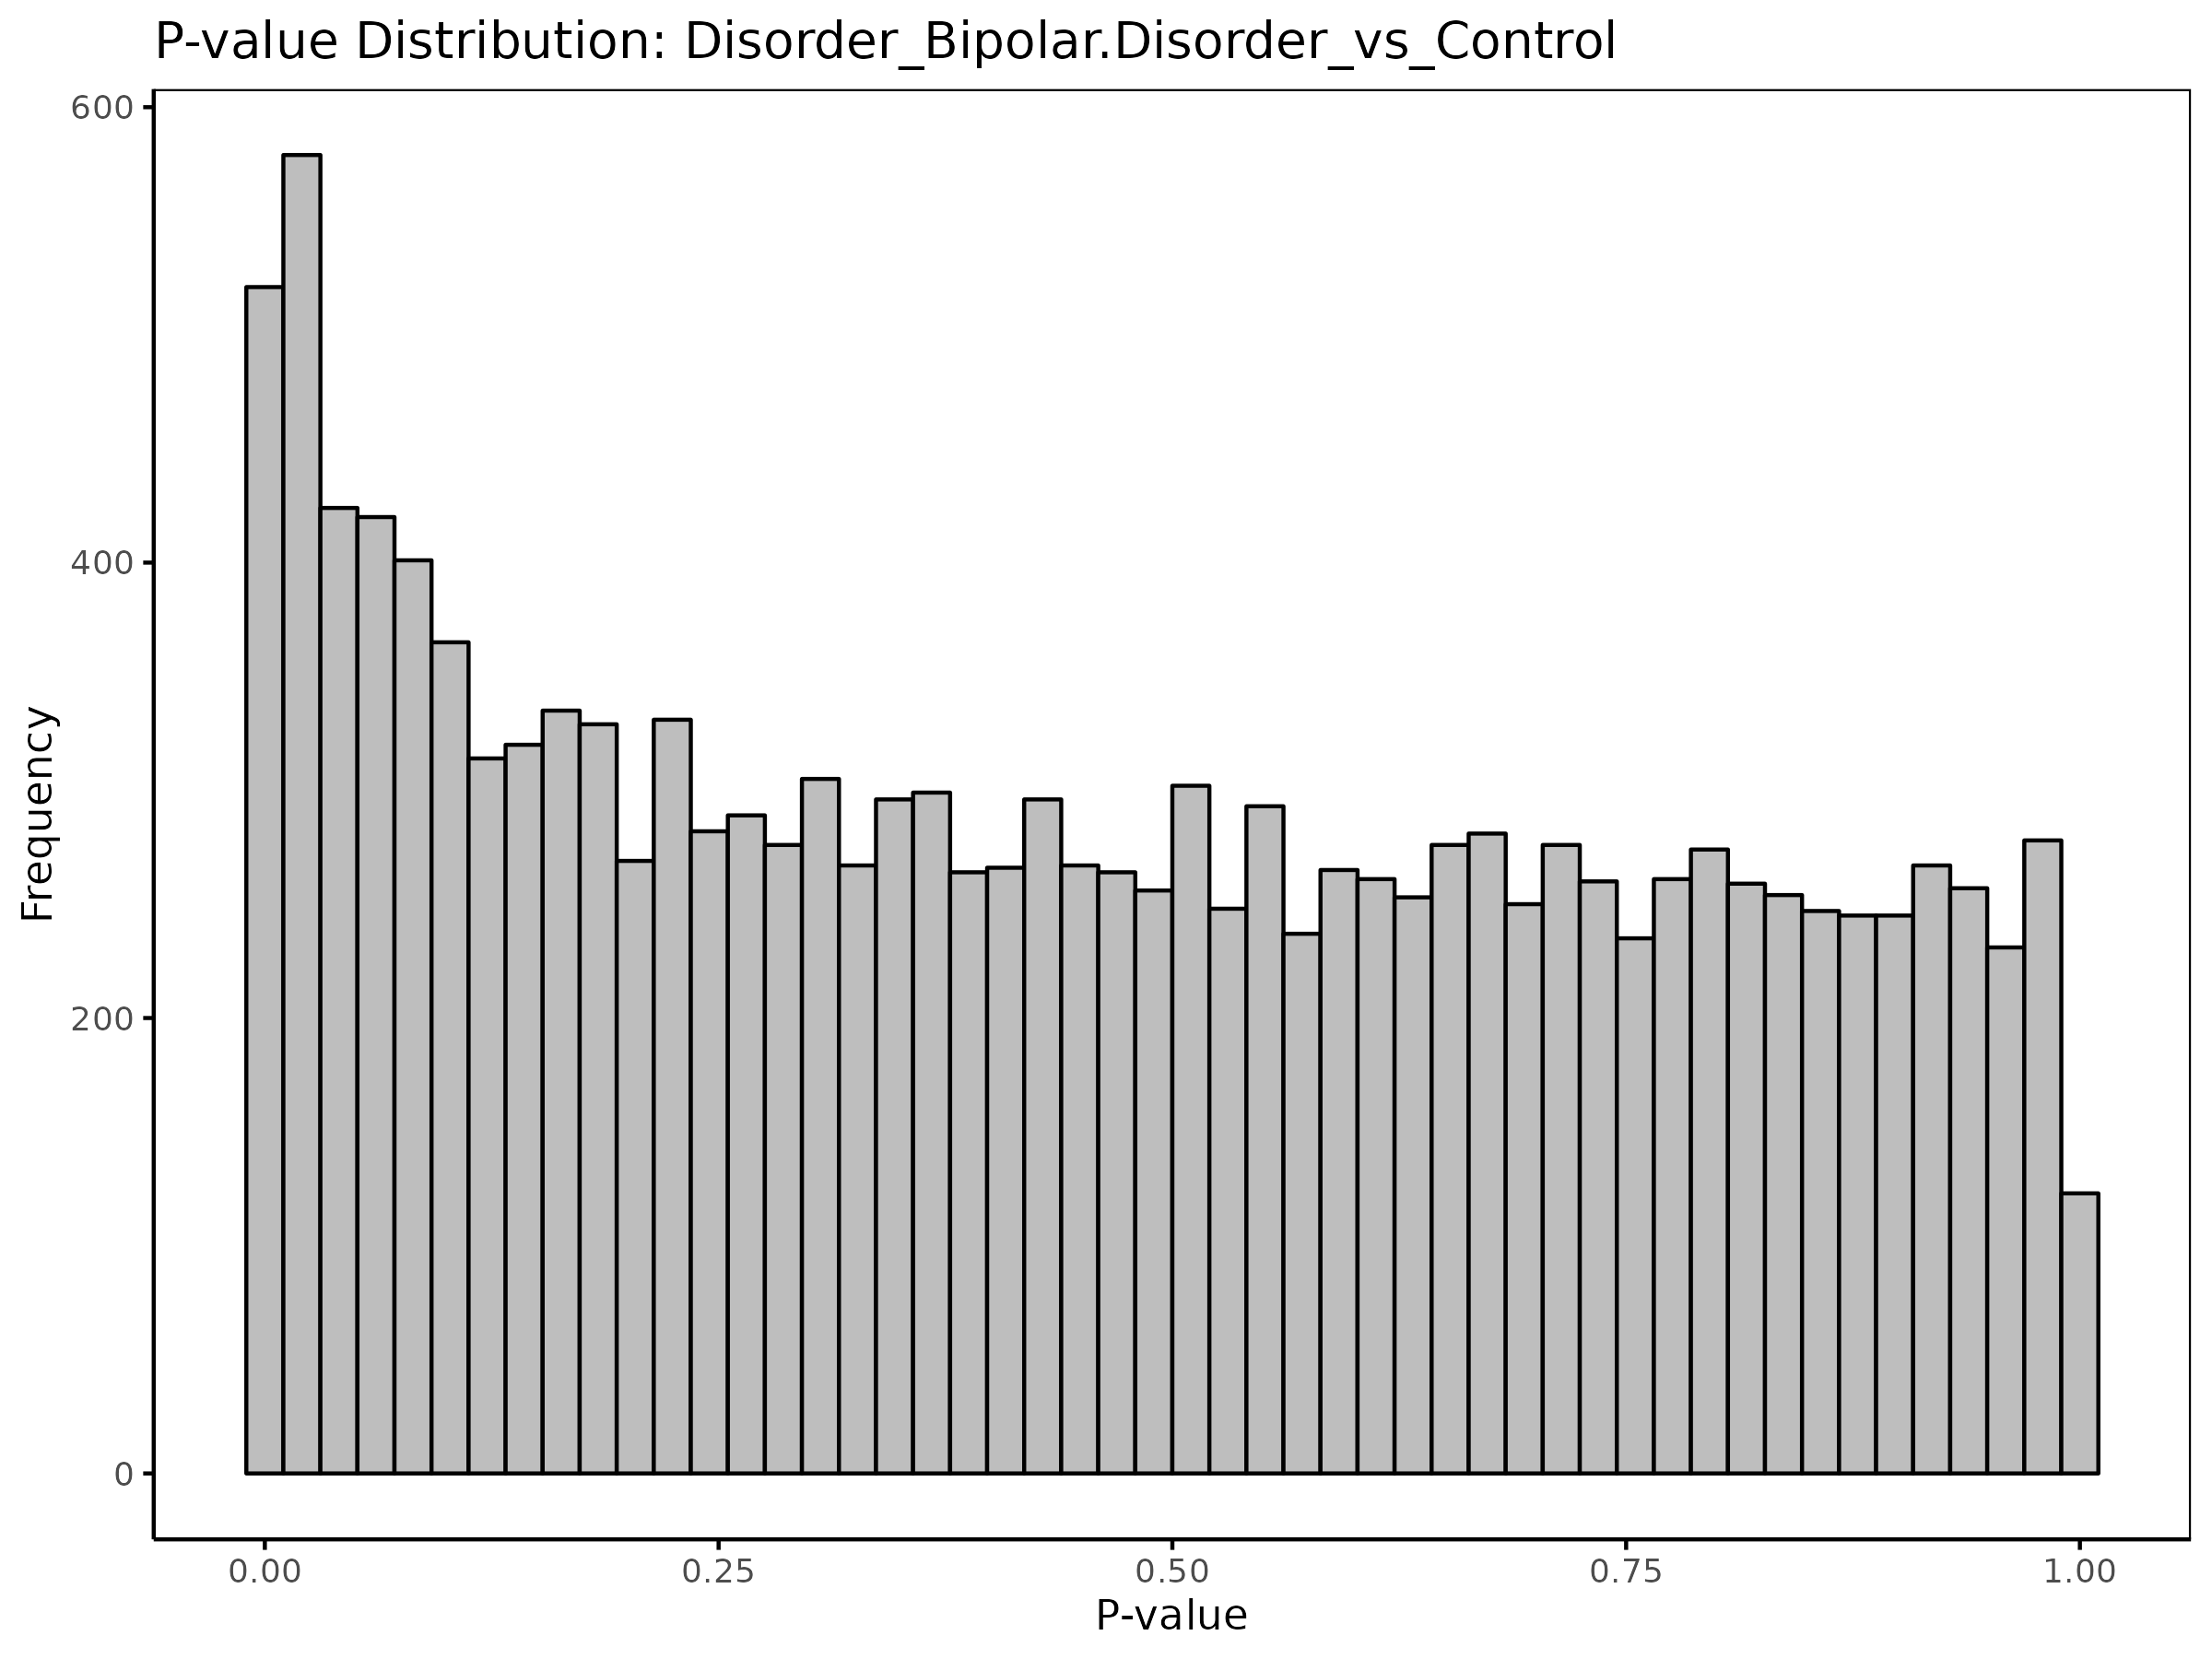 P-value Distribution: Disorder_Bipolar.Disorder_vs_Control
600
400
200
0
Frequency
0.00 0.25 0.50 0.75 1.00
P-value